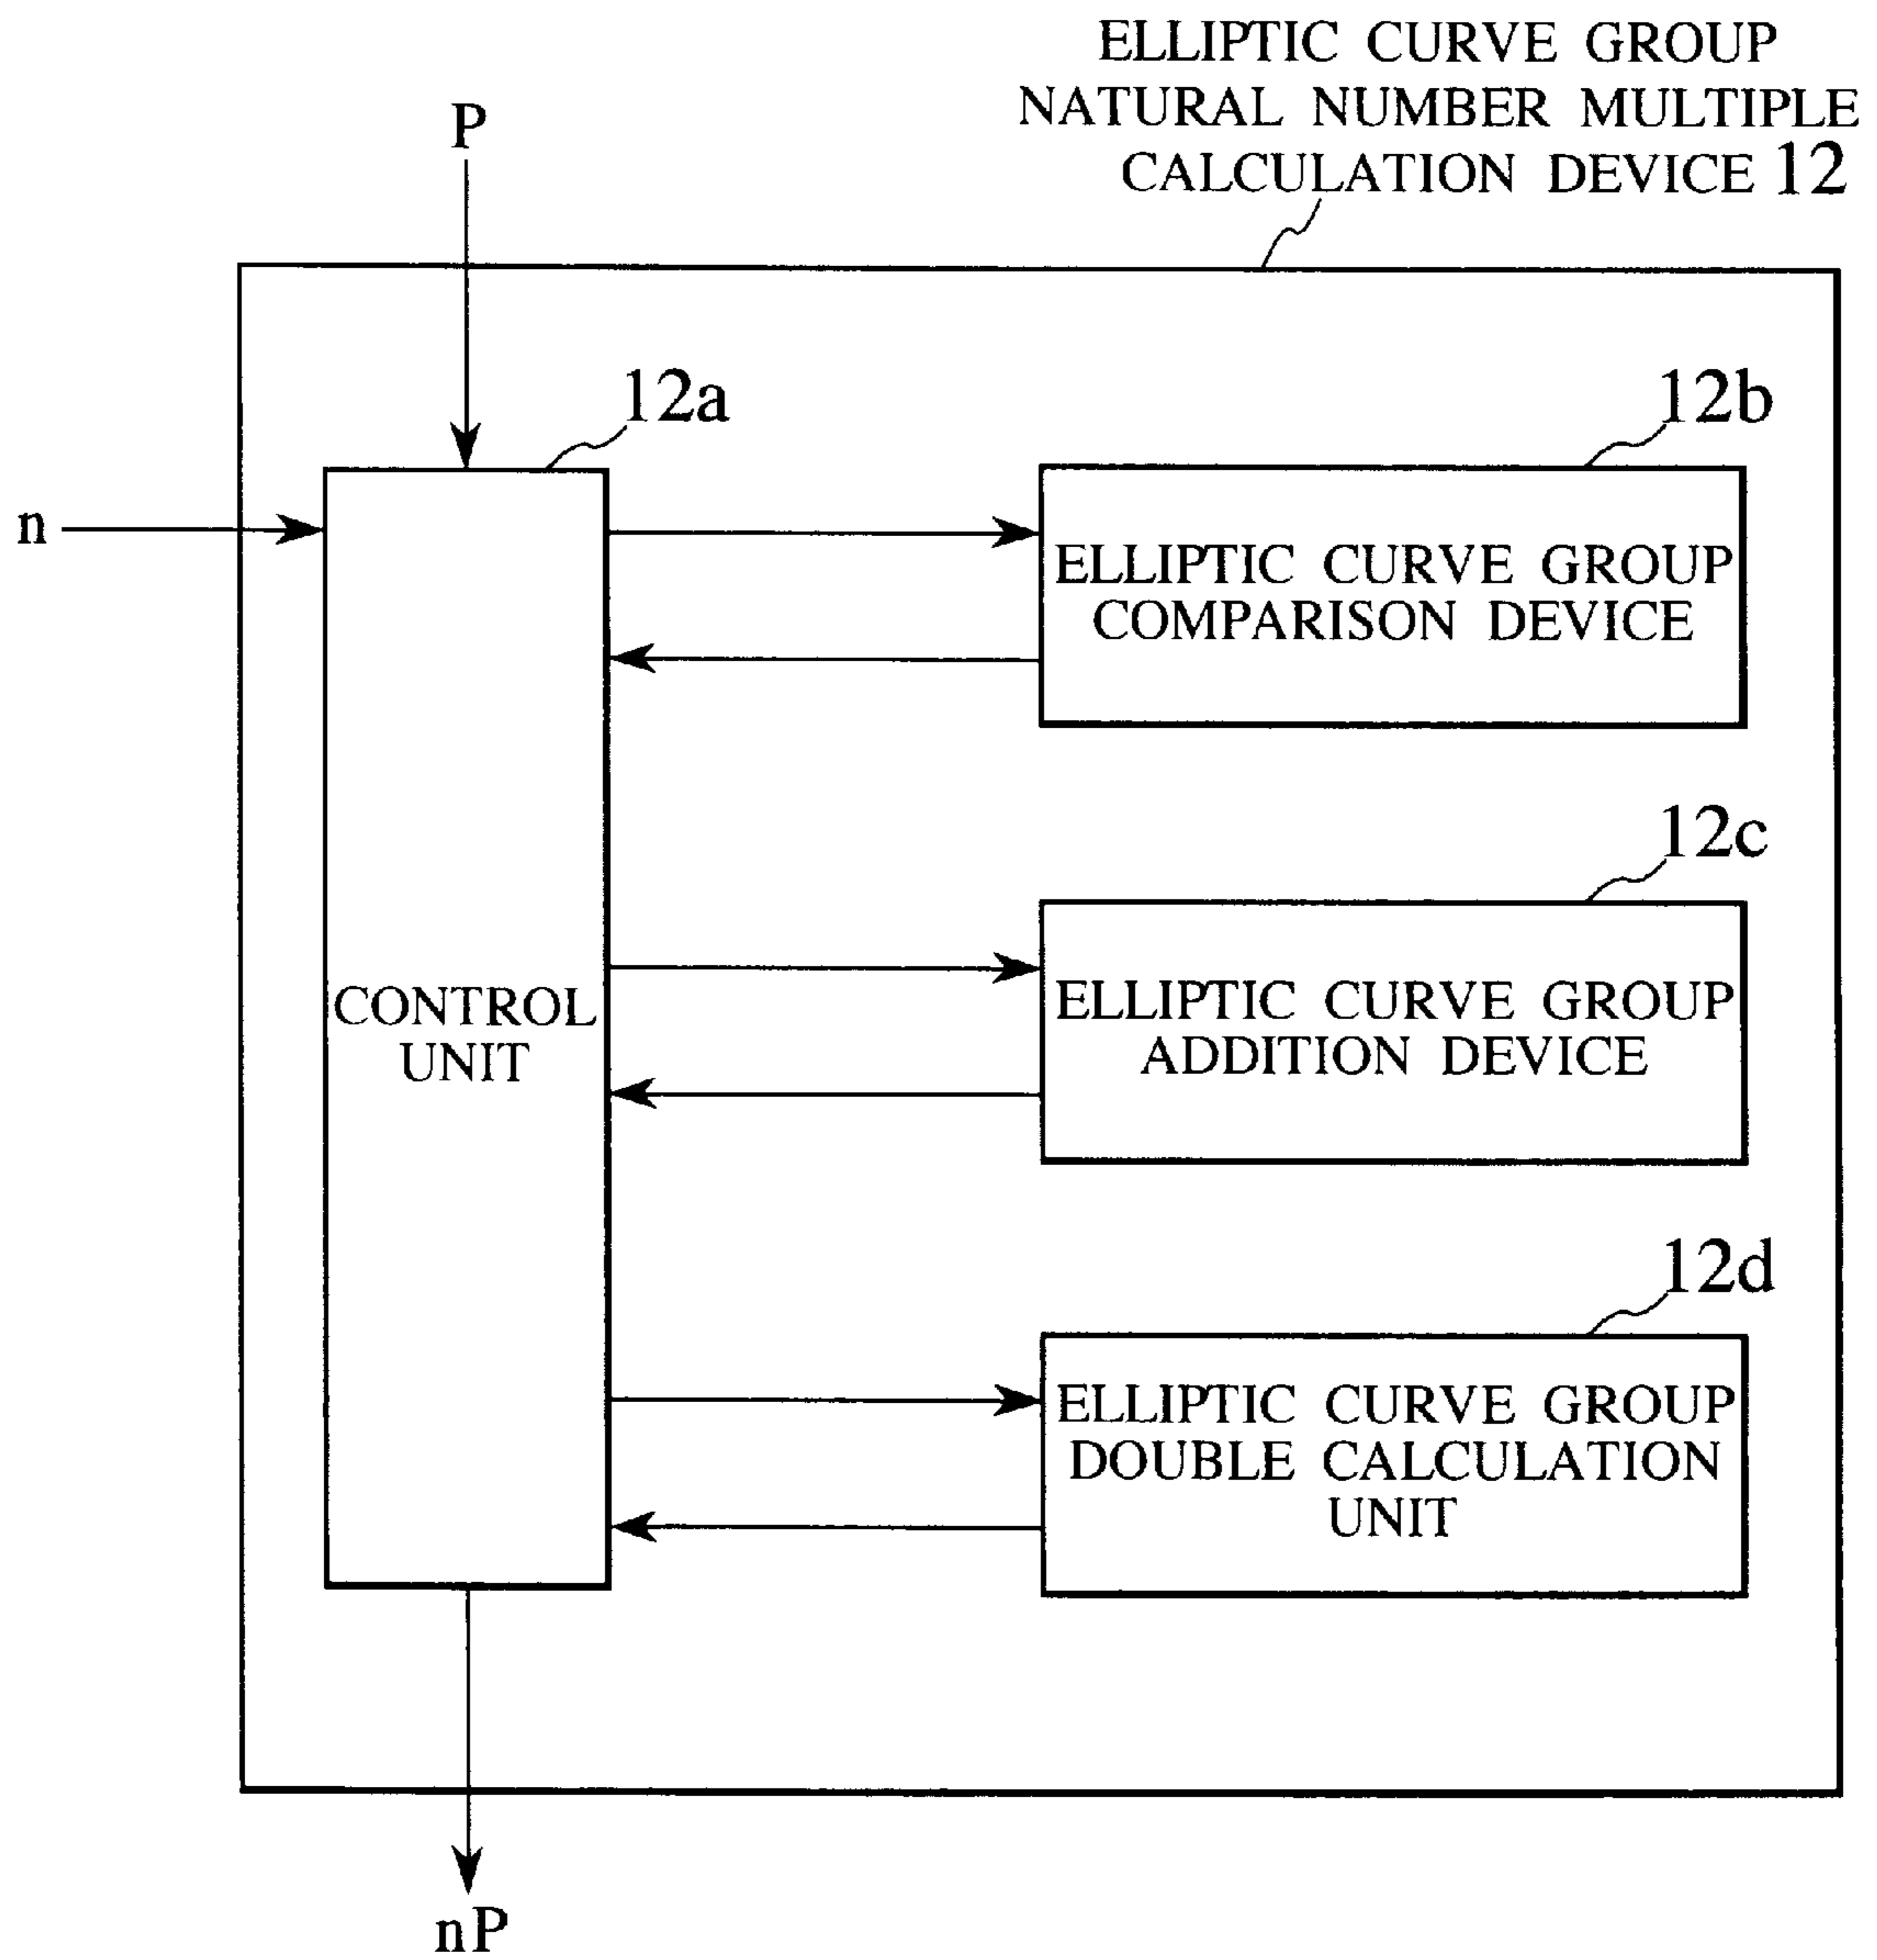 ELLIPTIC CURVE GROUP
NATURAL NUMBER MULTIPLE
CALCULATION DEVICE 12
P
12a
12b
n
ELLIPTIC CURVE GROUP
COMPARISON DEVICE
12c
CONTROL
UNIT
ELLIPTIC CURVE GROUP
ADDITION DEVICE
12d
ELLIPTIC CURVE GROUP
DOUBLE CALCULATION
UNIT
nP